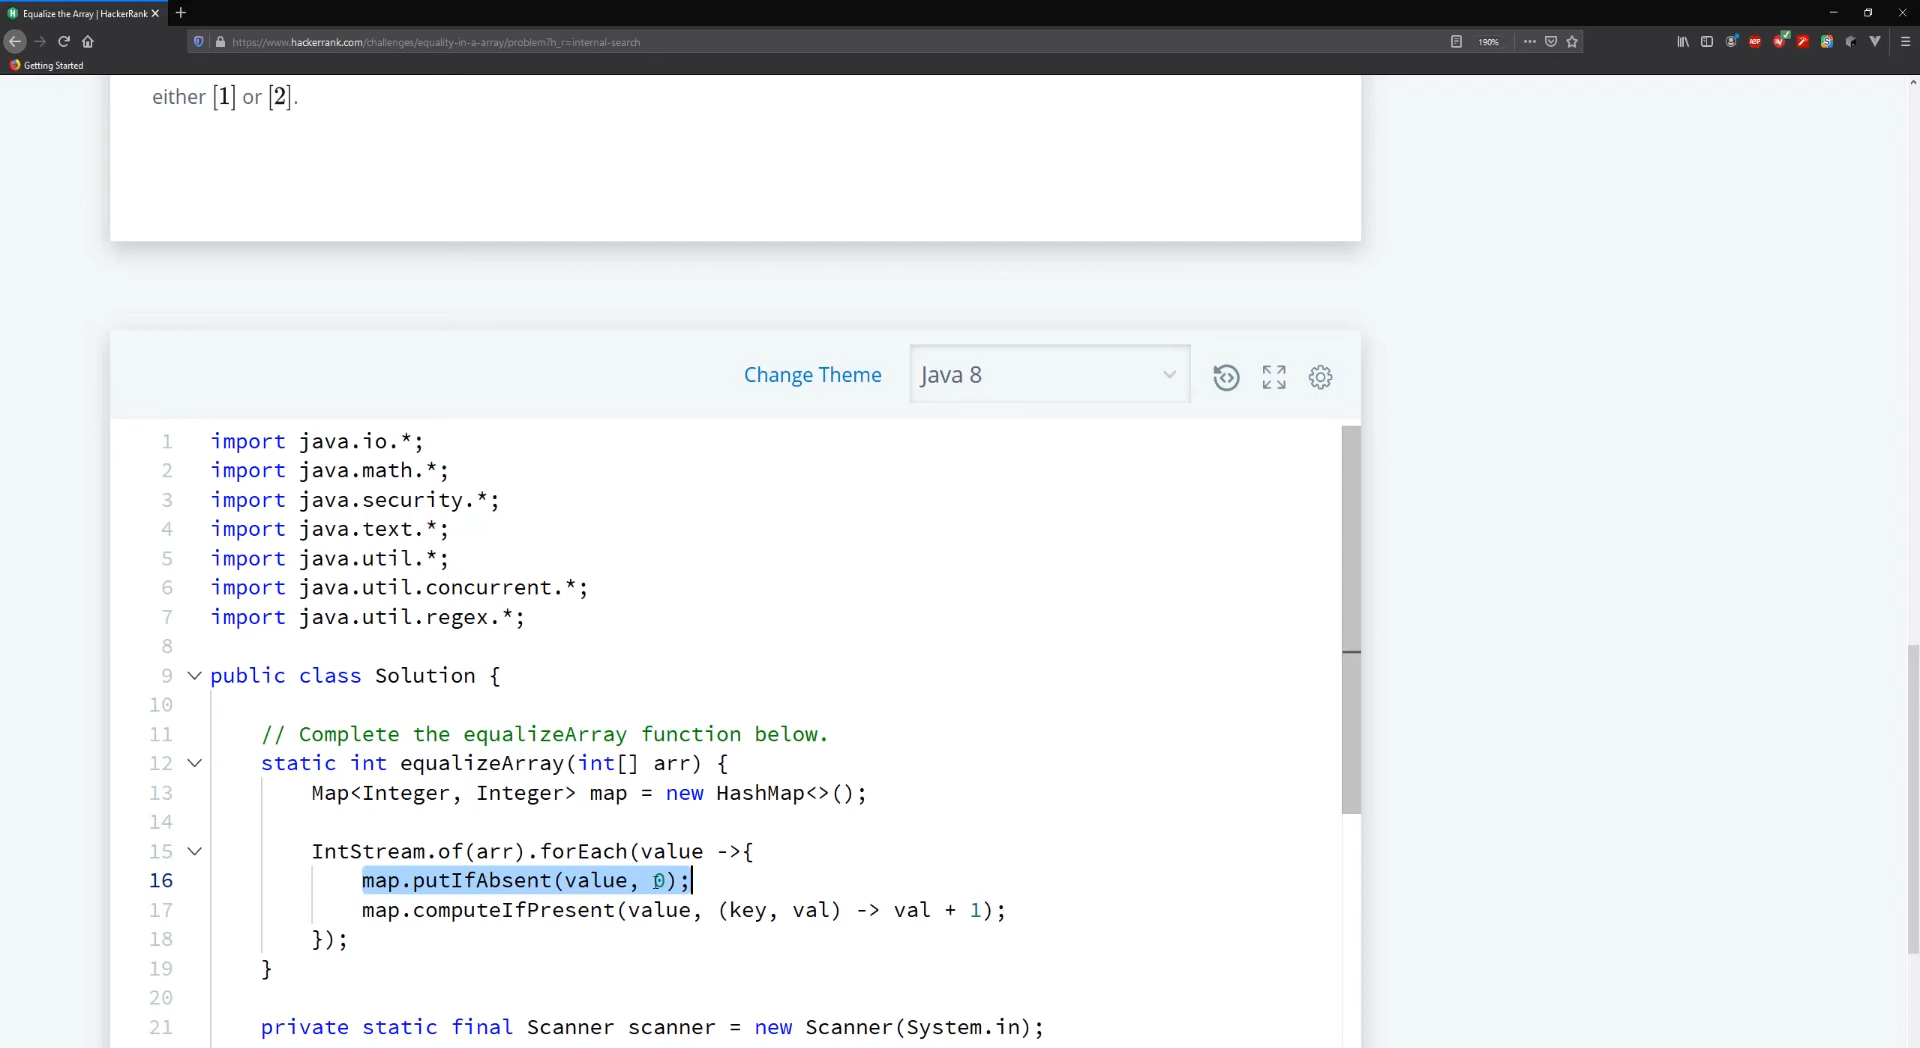 Equalize the Array | HackerRank
https://www.hackerrank.com/challenges/equality-in-a-array/problem?h_r=internal-search
190%
ABP
Getting Started
either [1] or [2].
Change Theme
Java 8
1 import java.io.*;
2 import java.math.*;
3 import java.security.*;
4 import java.text.*;
5 import java.util.*;
6 import java.util.concurrent.*;
7 import java.util.regex.*;
8
9 public class Solution {
10
11 // Complete the equalizeArray function below.
12 static int equalizeArray(int[] arr) {
13 Map<Integer, Integer> map = new HashMap<>();
14
15 IntStream.of(arr).forEach(value ->{
16 map.putIfAbsent(value, 0);
17 map.computeIfPresent(value, (key, val) -> val + 1);
18 });
19 }
20
21 private static final Scanner scanner = new Scanner(System.in);